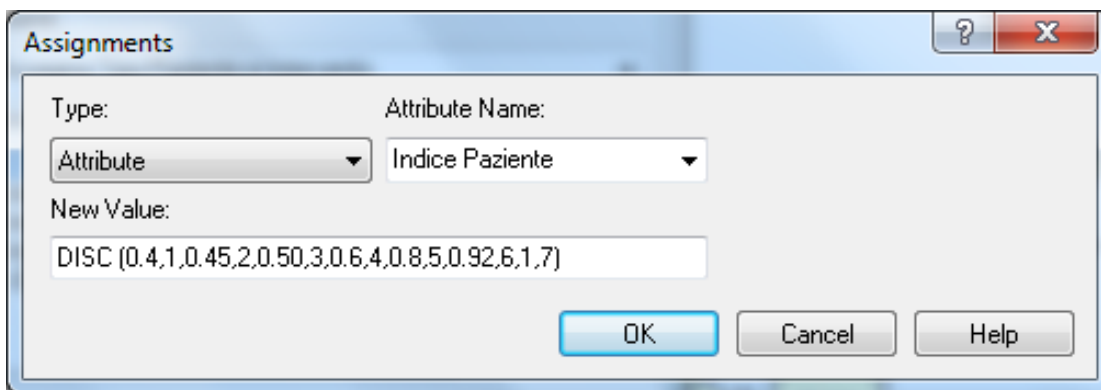 Assignments
Type: Attribute Name:
Attribute Indice Paziente
New Value:
DISC (0.4,1,0.45,2,0.50,3,0.6,4,0.8,5,0.92,6,1,7)
OK Cancel Help